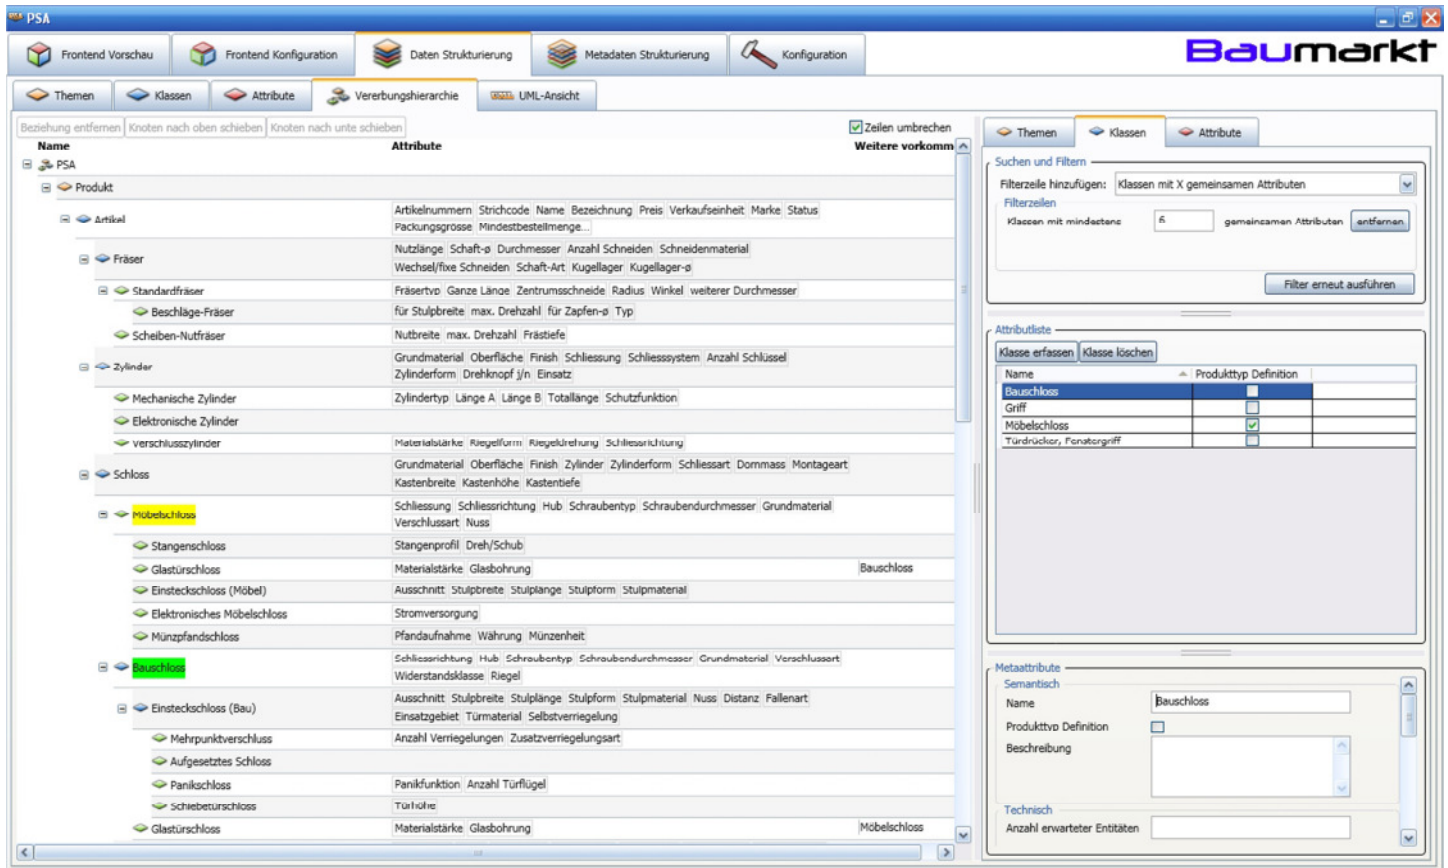 PSA
Frontend Vorschau Frontend Konfiguration Daten Strukturierung Metadaten Strukturierung Konfiguration
Baumarkt
Themen Klassen Attribute Vererbungshierarchie UML-Ansicht
Beziehung entfernen Knoten nach oben schieben Knoten nach unte schieben
Zeilen umbrechen
Name Attribute Weitere vorkomm
PSA
Produkt
Artikel
Artikelnummern Strichcode Name Bezeichnung Preis Verkaufseinheit Marke Status
Packungsgrösse Mindestbestellmenge...
Fräser
Nutzlänge Schaft-ø Durchmesser Anzahl Schneiden Schneidenmaterial
Wechsel/fixe Schneiden Schaft-Art Kugellager Kugellager-ø
Standardfräser Fräsertyp Ganze Länge Zentrumsschneide Radius Winkel weiterer Durchmesser
Beschläge-Fräser für Stulpbreite max. Drehzahl für Zapfen-ø Typ
Scheiben-Nutfräser Nutbreite max. Drehzahl Frästiefe
Zylinder
Grundmaterial Oberfläche Finish Schliessung Schliesssystem Anzahl Schlüssel
Zylinderform Drehknopf j/n Einsatz
Mechanische Zylinder Zylindertyp Länge A Länge B Totallänge Schutzfunktion
Elektronische Zylinder
Verschlusszylinder Materialstärke Riegelform Riegeldrehung Schliessrichtung
Schloss
Grundmaterial Oberfläche Finish Zylinder Zylinderform Schliessart Dornmass Montageart
Kastenbreite Kastenhöhe Kastentiefe
Möbelschloss
Schliessung Schliessrichtung Hub Schraubentyp Schraubendurchmesser Grundmaterial
Verschlussart Nuss
Stangenschloss Stangenprofil Dreh/Schub
Glastürschloss Materialstärke Glasbohrung Bauschloss
Einsteckschloss (Möbel) Ausschnitt Stulpbreite Stulplänge Stulpform Stulpmaterial
Elektronisches Möbelschloss Stromversorgung
Münzpfandschloss Pfandaufnahme Währung Münzenheit
Bauschloss
Schliessrichtung Hub Schraubentyp Schraubendurchmesser Grundmaterial Verschlussart
Widerstandsklasse Riegel
Einsteckschloss (Bau)
Ausschnitt Stulpbreite Stulplänge Stulpform Stulpmaterial Nuss Distanz Fallenart
Einsatzgebiet Türmaterial Selbstverriegelung
Mehrpunktverschluss Anzahl Verriegelungen Zusatzverriegelungsart
Aufgesetztes Schloss
Panikschloss Panikfunktion Anzahl Türflügel
Schiebetürschloss Türhöhe
Glastürschloss Materialstärke Glasbohrung Möbelschloss
Themen Klassen Attribute
Suchen und Filtern
Filterzeile hinzufügen: Klassen mit X gemeinsamen Attributen
Filterzeilen
Klassen mit mindestens 6 gemeinsamen Attributen entfernen
Filter erneut ausführen
Attributliste
Klasse erfassen Klasse löschen
Name Produkttyp Definition
Bauschloss
Griff
Möbelschloss
Türdrücker, Fenstergriff
Metaattribute
Semantisch
Name Bauschloss
Produkttyp Definition
Beschreibung
Technisch
Anzahl erwarteter Entitäten